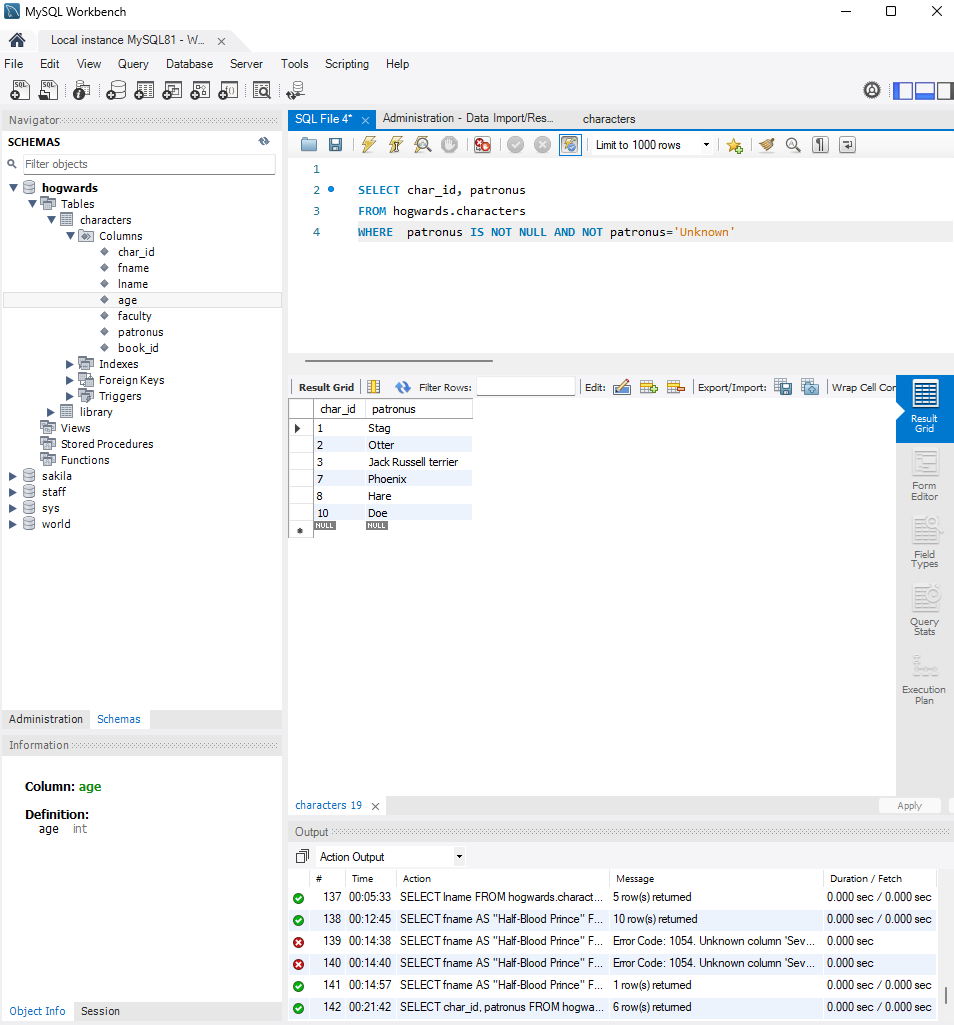 MySQL Workbench
Local instance MySQL81 - W...
File Edit View Query Database Server Tools Scripting Help
Navigator
SCHEMAS
Filter objects
hogwards
Tables
characters
Columns
char_id
fname
lname
age
faculty
patronus
book_id
Indexes
Foreign Keys
Triggers
library
Views
Stored Procedures
Functions
sakila
staff
sys
world
Administration Schemas
Information
Column: age
Definition:
age int
Object Info Session
SQL File 4* Administration - Data Import/Res... characters
Limit to 1000 rows
1
2 SELECT char_id, patronus
3 FROM hogwards.characters
4 WHERE patronus IS NOT NULL AND NOT patronus='Unknown'
Result Grid Filter Rows: Edit: Export/Import: Wrap Cell Con
char_id patronus
1 Stag
2 Otter
3 Jack Russell terrier
7 Phoenix
8 Hare
10 Doe
NULL NULL
Result
Grid
Form
Editor
Field
Types
Query
Stats
Execution
Plan
characters 19 Apply
Output
Action Output
# Time Action Message Duration / Fetch
137 00:05:33 SELECT lname FROM hogwards.charact... 5 row(s) returned 0.000 sec / 0.000 sec
138 00:12:45 SELECT fname AS "Half-Blood Prince" F... 10 row(s) returned 0.000 sec / 0.000 sec
139 00:14:38 SELECT fname AS "Half-Blood Prince" F... Error Code: 1054. Unknown column 'Sev... 0.000 sec
140 00:14:40 SELECT fname AS "Half-Blood Prince" F... Error Code: 1054. Unknown column 'Sev... 0.000 sec
141 00:14:57 SELECT fname AS "Half-Blood Prince" F... 1 row(s) returned 0.000 sec / 0.000 sec
142 00:21:42 SELECT char_id, patronus FROM hogwa... 6 row(s) returned 0.000 sec / 0.000 sec